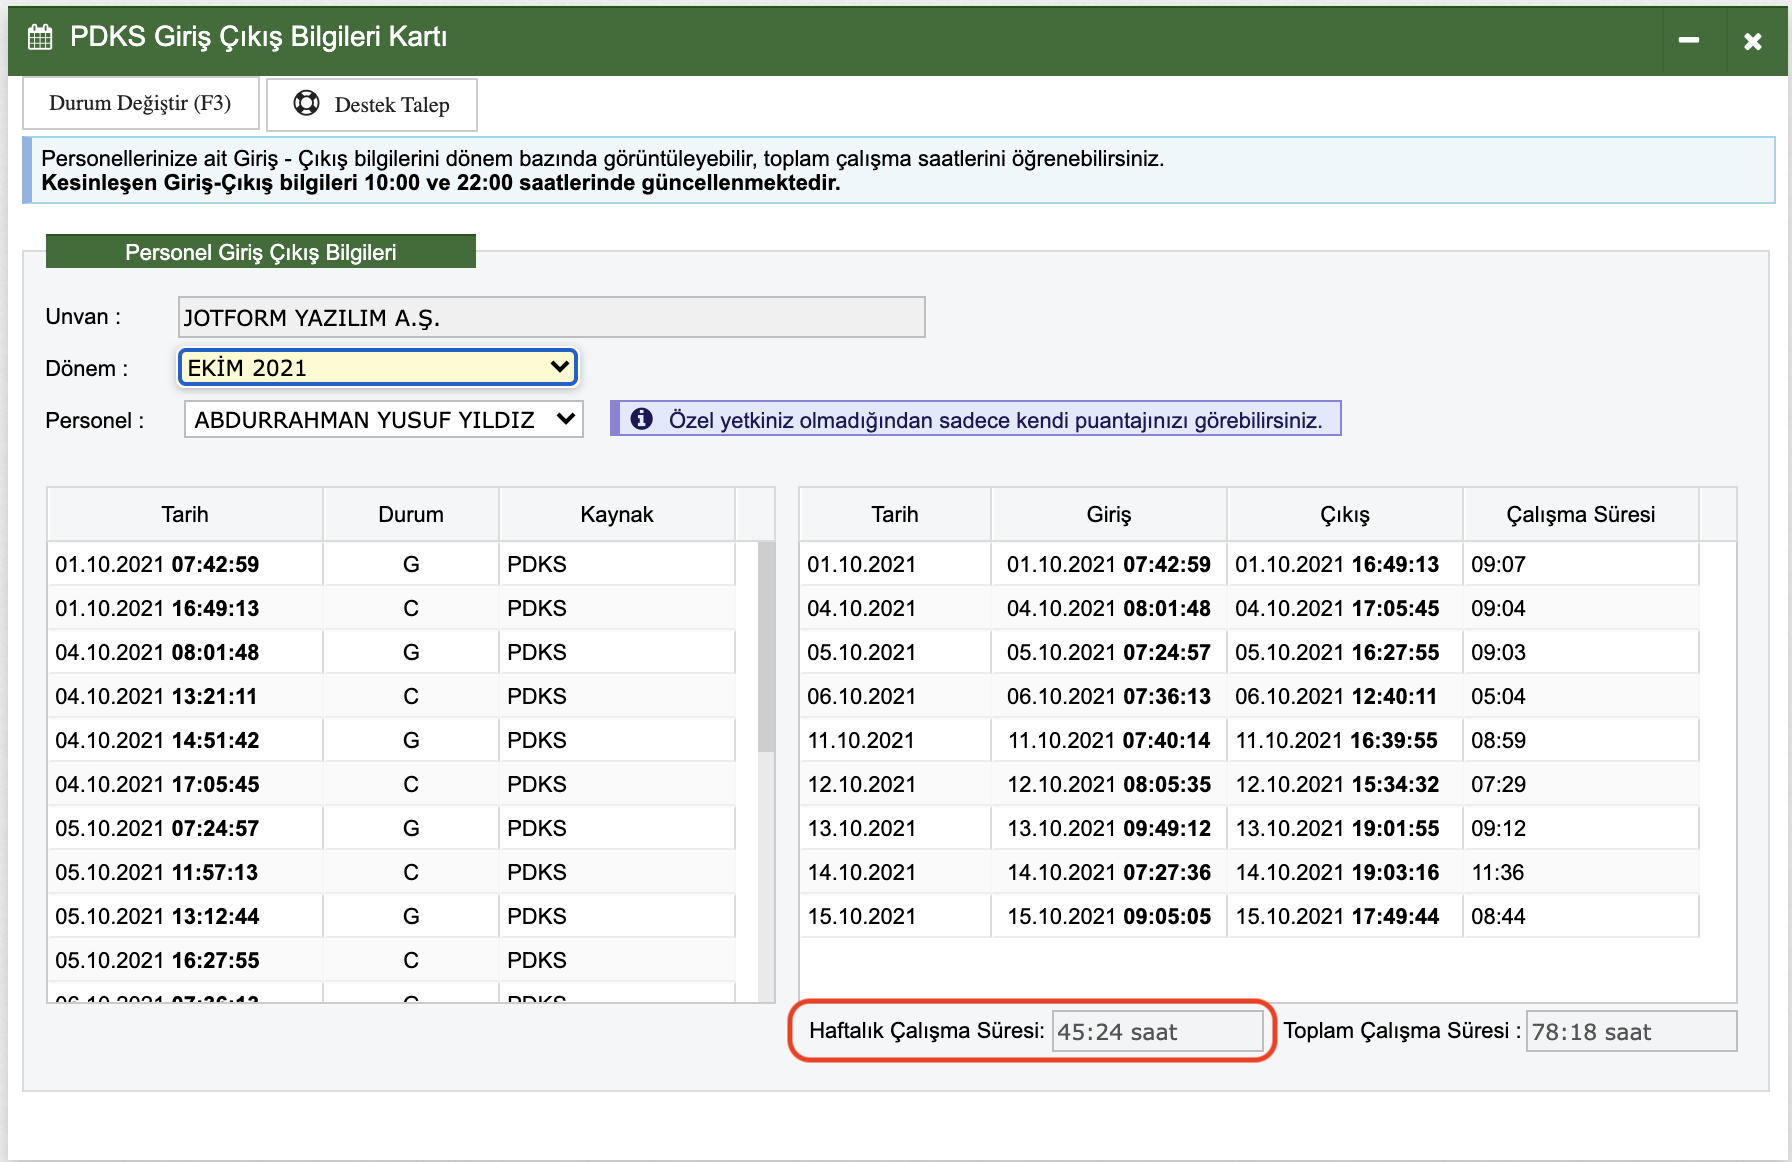 PDKS Giriş Çıkış Bilgileri Kartı
Durum Değiştir (F3) Destek Talep
Personellerinize ait Giriş - Çıkış bilgilerini dönem bazında görüntüleyebilir, toplam çalışma saatlerini öğrenebilirsiniz.
Kesinleşen Giriş-Çıkış bilgileri 10:00 ve 22:00 saatlerinde güncellenmektedir.
Personel Giriş Çıkış Bilgileri
Unvan : JOTFORM YAZILIM A.Ş.
Dönem : EKİM 2021
Personel : ABDURRAHMAN YUSUF YILDIZ Özel yetkiniz olmadığından sadece kendi puantajınızı görebilirsiniz.
Tarih Durum Kaynak
01.10.2021 07:42:59 G PDKS
01.10.2021 16:49:13 C PDKS
04.10.2021 08:01:48 G PDKS
04.10.2021 13:21:11 C PDKS
04.10.2021 14:51:42 G PDKS
04.10.2021 17:05:45 C PDKS
05.10.2021 07:24:57 G PDKS
05.10.2021 11:57:13 C PDKS
05.10.2021 13:12:44 G PDKS
05.10.2021 16:27:55 C PDKS
06.10.2021 07:36:13 G PDKS
Tarih Giriş Çıkış Çalışma Süresi
01.10.2021 01.10.2021 07:42:59 01.10.2021 16:49:13 09:07
04.10.2021 04.10.2021 08:01:48 04.10.2021 17:05:45 09:04
05.10.2021 05.10.2021 07:24:57 05.10.2021 16:27:55 09:03
06.10.2021 06.10.2021 07:36:13 06.10.2021 12:40:11 05:04
11.10.2021 11.10.2021 07:40:14 11.10.2021 16:39:55 08:59
12.10.2021 12.10.2021 08:05:35 12.10.2021 15:34:32 07:29
13.10.2021 13.10.2021 09:49:12 13.10.2021 19:01:55 09:12
14.10.2021 14.10.2021 07:27:36 14.10.2021 19:03:16 11:36
15.10.2021 15.10.2021 09:05:05 15.10.2021 17:49:44 08:44
Haftalık Çalışma Süresi: 45:24 saat Toplam Çalışma Süresi : 78:18 saat